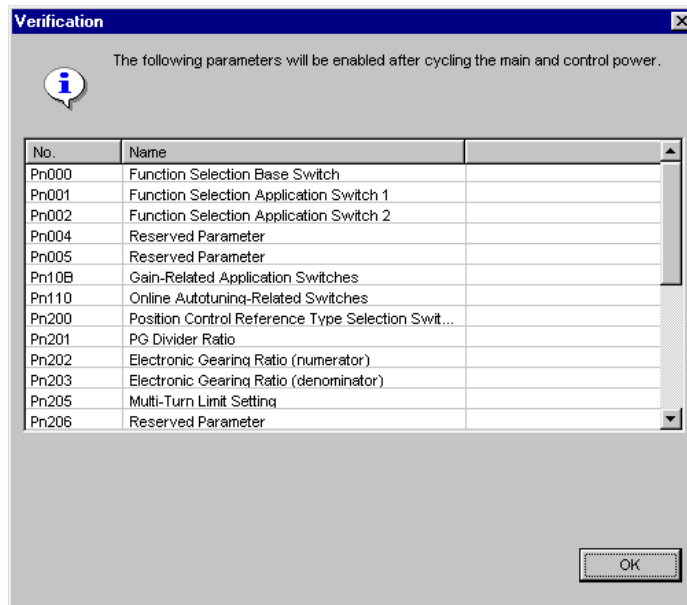 Verification
The following parameters will be enabled after cycling the main and control power.
No. Name
Pn000 Function Selection Base Switch
Pn001 Function Selection Application Switch 1
Pn002 Function Selection Application Switch 2
Pn004 Reserved Parameter
Pn005 Reserved Parameter
Pn10B Gain-Related Application Switches
Pn110 Online Autotuning-Related Switches
Pn200 Position Control Reference Type Selection Swit...
Pn201 PG Divider Ratio
Pn202 Electronic Gearing Ratio (numerator)
Pn203 Electronic Gearing Ratio (denominator)
Pn205 Multi-Turn Limit Setting
Pn206 Reserved Parameter
OK